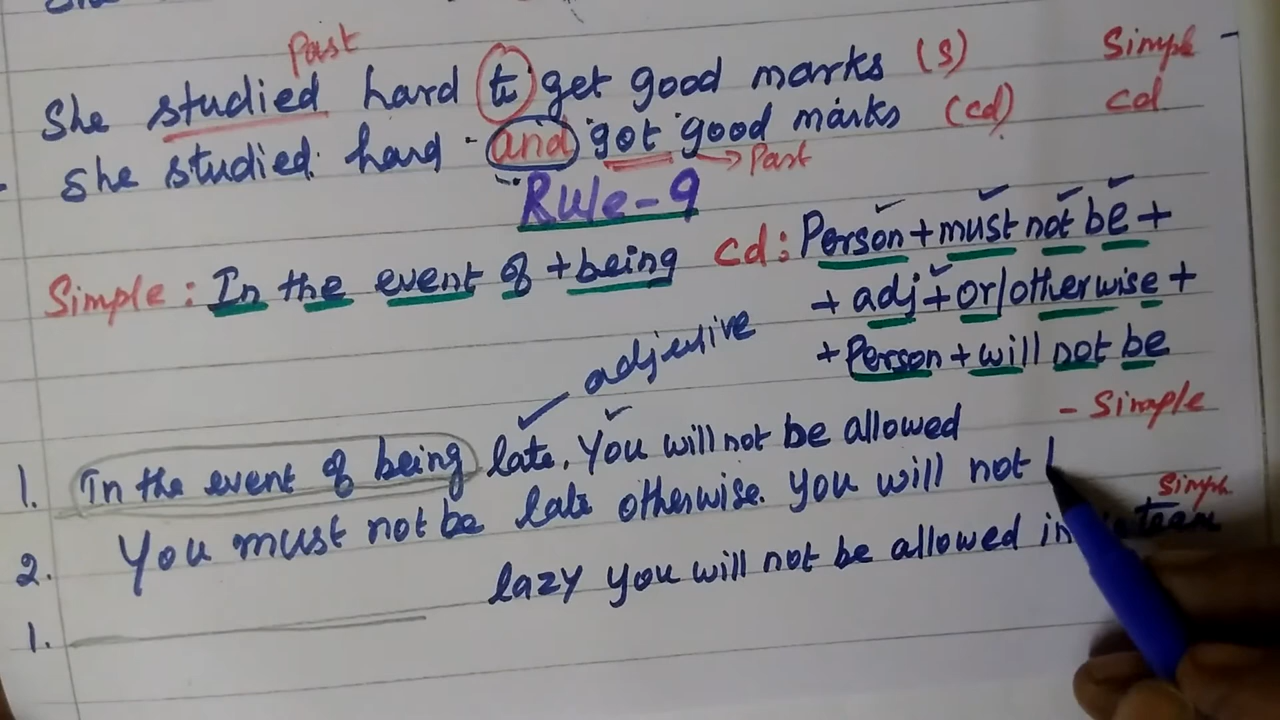 Past
She studied hard to get good marks (s) Simple -
She studied hard and got good marks (cd) cd
Past
Rule-9
Simple: In the event of + being cd: Person + must not be +
+ adj + or/otherwise +
+ Person + will not be
adjective
- Simple
1. In the event of being late, You will not be allowed
2. You must not be late otherwise. you will not
Simple
1. lazy you will not be allowed in team